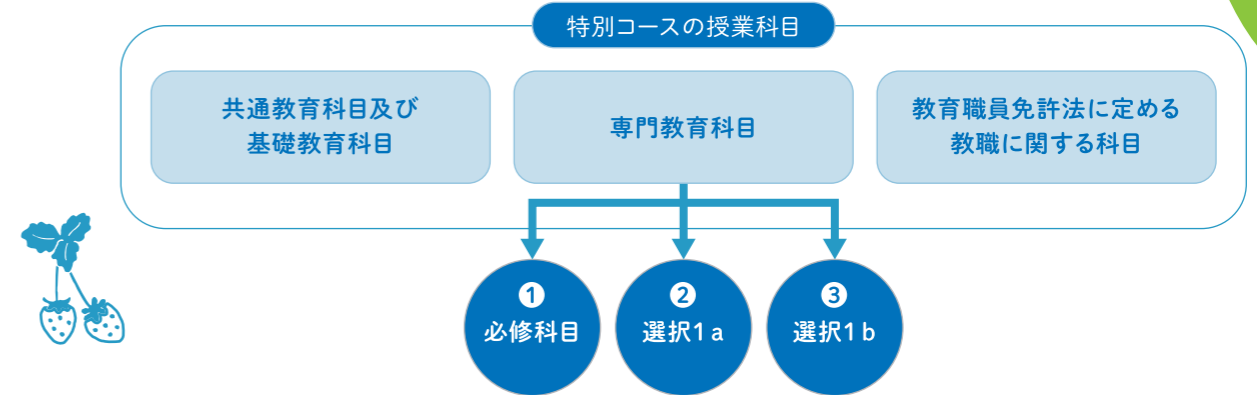 特別コースの授業科目
共通教育科目及び
基礎教育科目
専門教育科目
教育職員免許法に定める
教職に関する科目
❶
必修科目
❷
選択1a
❸
選択1b